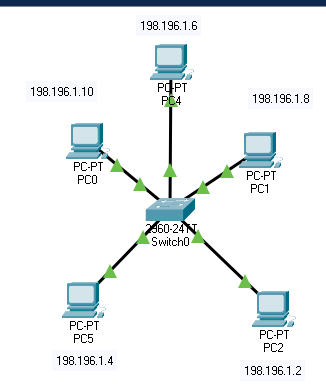 198.196.1.6
PC-PT
PC4
198.196.1.10
198.196.1.8
PC-PT
PC0
PC-PT
PC1
2960-24TT
Switch0
PC-PT
PC5
198.196.1.4
PC-PT
PC2
198.196.1.2